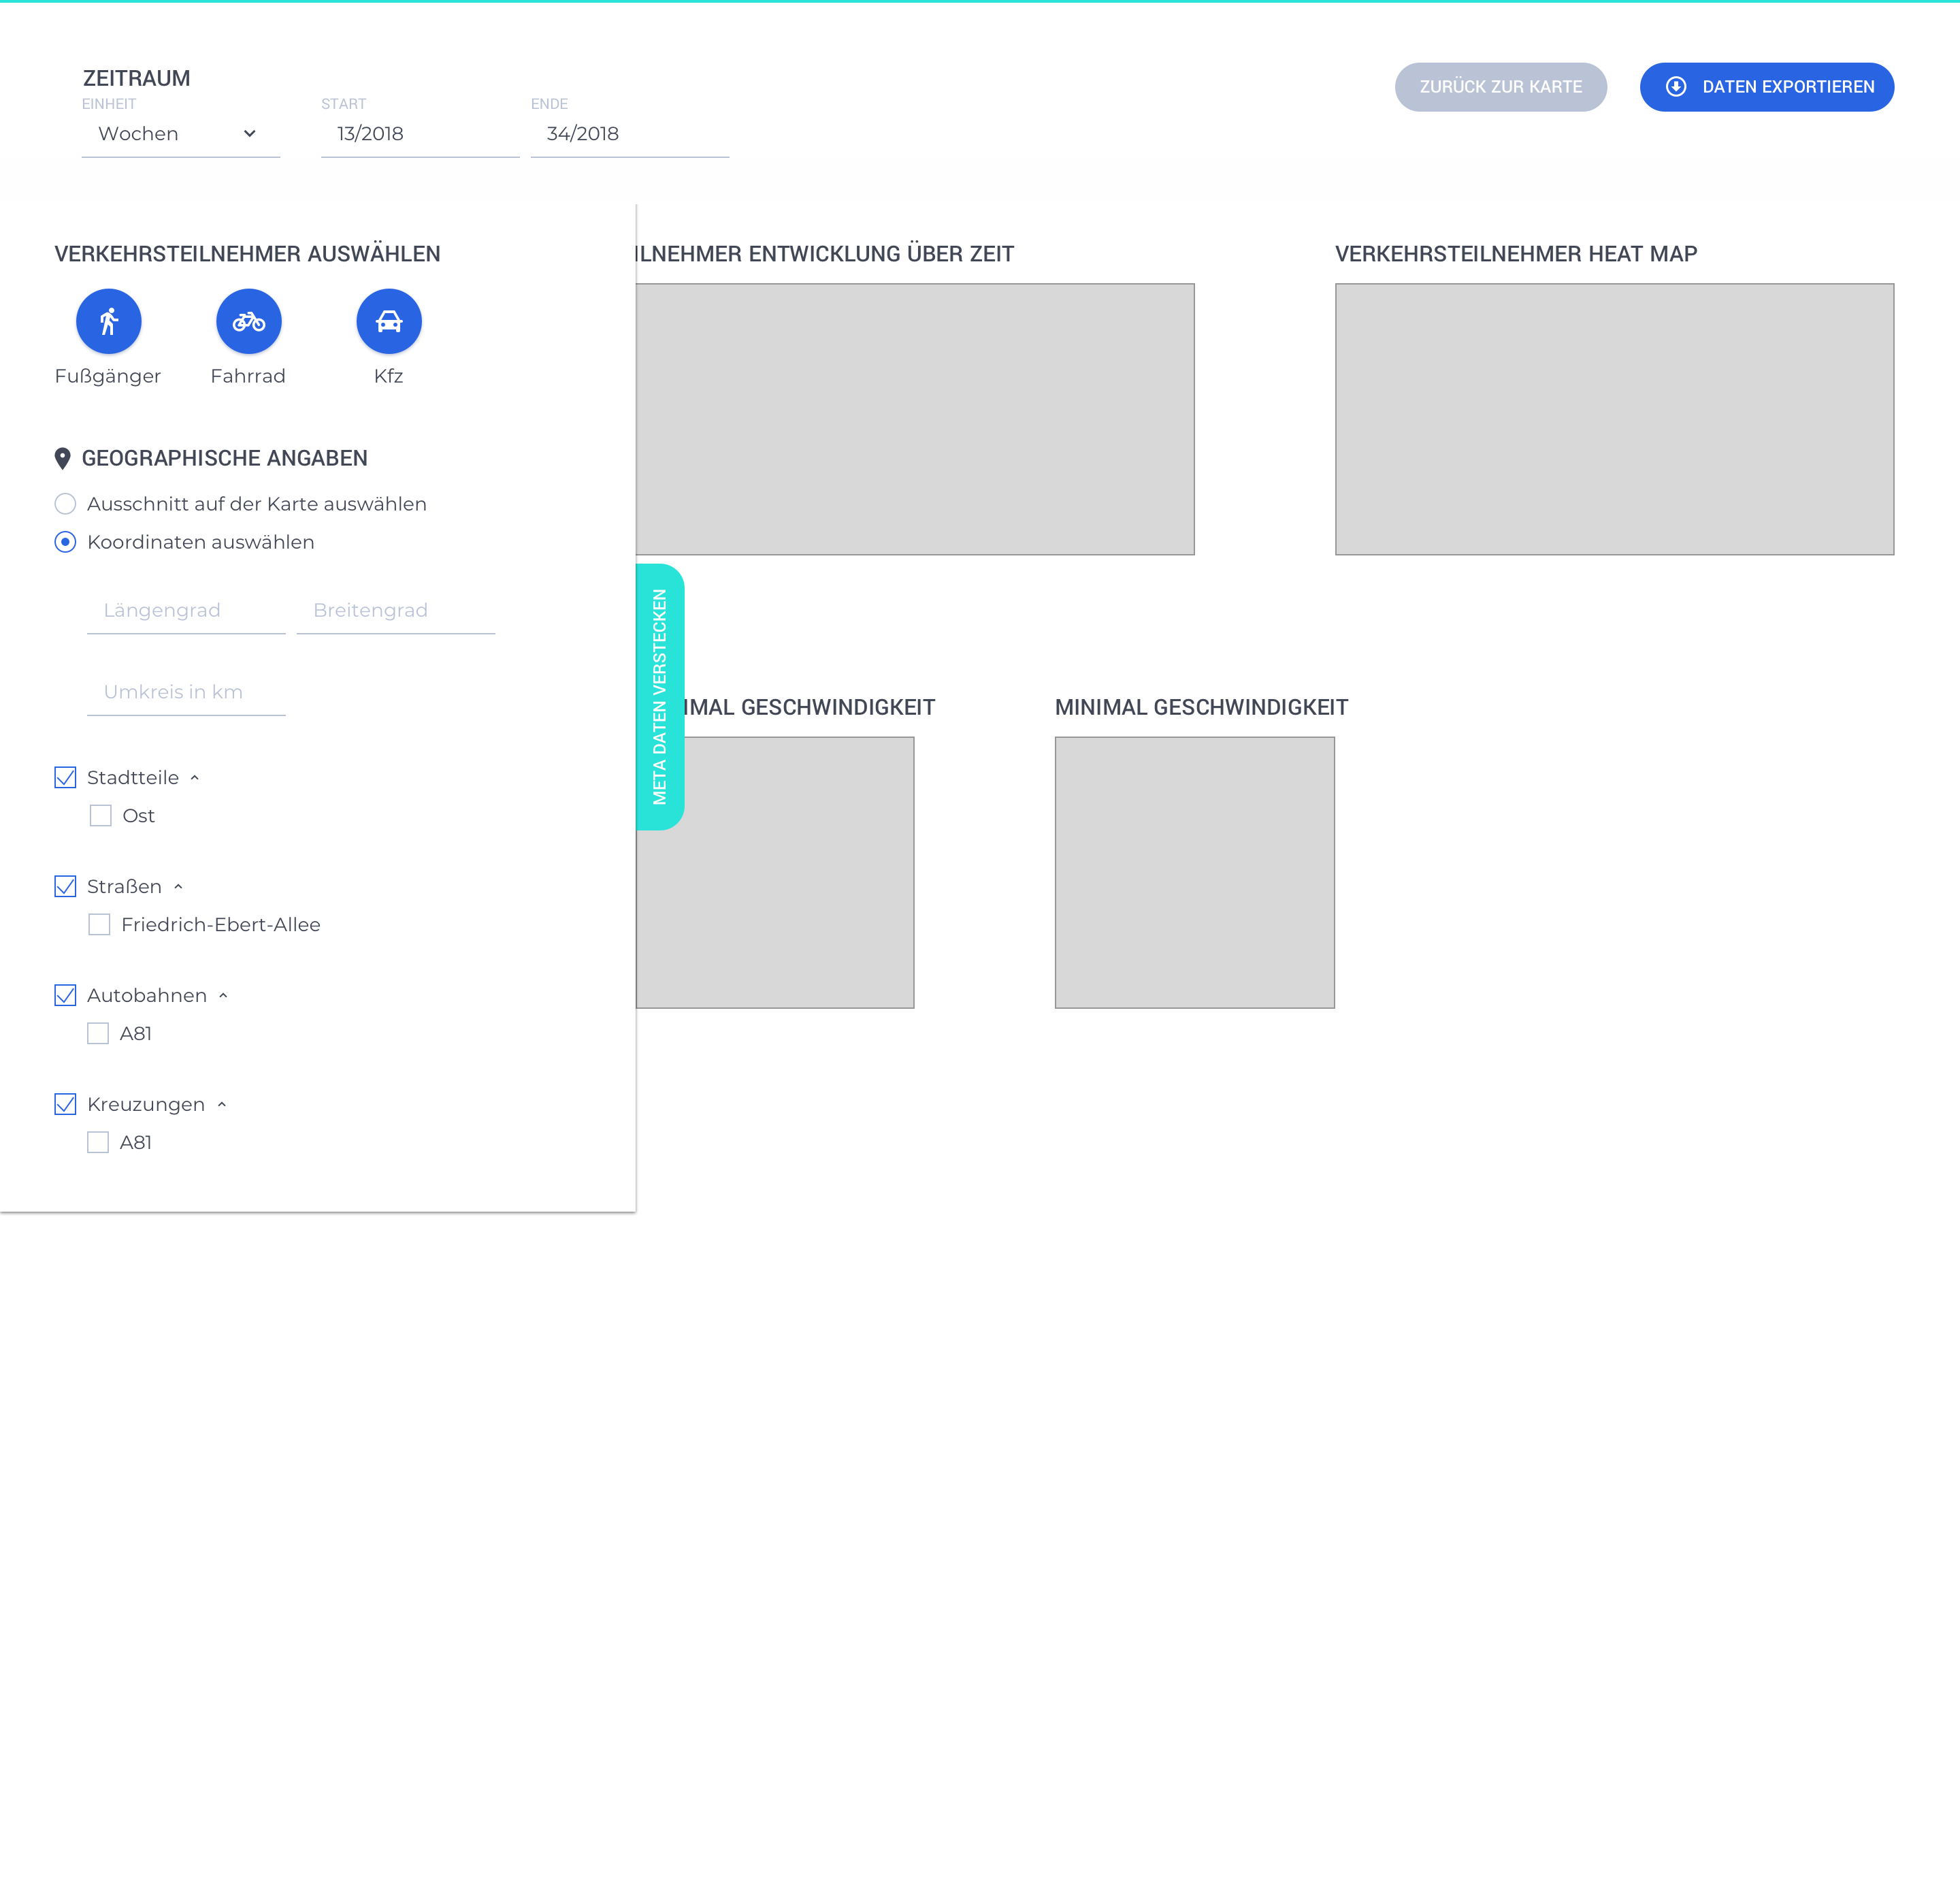 ZEITRAUM
EINHEIT
START
ENDE
Wochen
13/2018
34/2018
ZURÜCK ZUR KARTE
DATEN EXPORTIEREN
VERKEHRSTEILNEHMER AUSWÄHLEN
Fußgänger
Fahrrad
Kfz
GEOGRAPHISCHE ANGABEN
Ausschnitt auf der Karte auswählen
Koordinaten auswählen
Längengrad
Breitengrad
Umkreis in km
Stadtteile
Ost
Straßen
Friedrich-Ebert-Allee
Autobahnen
A81
Kreuzungen
A81
META DATEN VERSTECKEN
ILNEHMER ENTWICKLUNG ÜBER ZEIT
VERKEHRSTEILNEHMER HEAT MAP
IMAL GESCHWINDIGKEIT
MINIMAL GESCHWINDIGKEIT